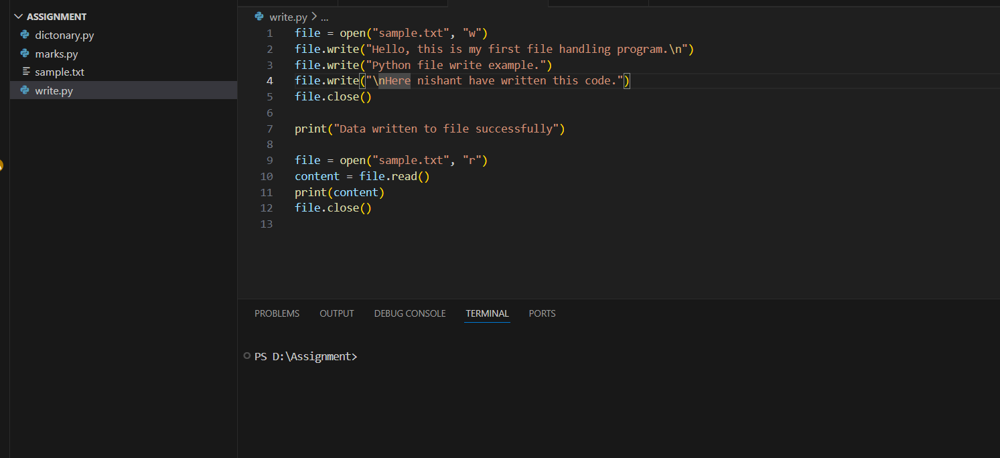 ASSIGNMENT
dictonary.py
marks.py
sample.txt
write.py
write.py > ...
1 file = open("sample.txt", "w")
2 file.write("Hello, this is my first file handling program.\n")
3 file.write("Python file write example.")
4 file.write("\nHere nishant have written this code.")
5 file.close()
6
7 print("Data written to file successfully")
8
9 file = open("sample.txt", "r")
10 content = file.read()
11 print(content)
12 file.close()
13
PROBLEMS OUTPUT DEBUG CONSOLE TERMINAL PORTS
PS D:\Assignment>